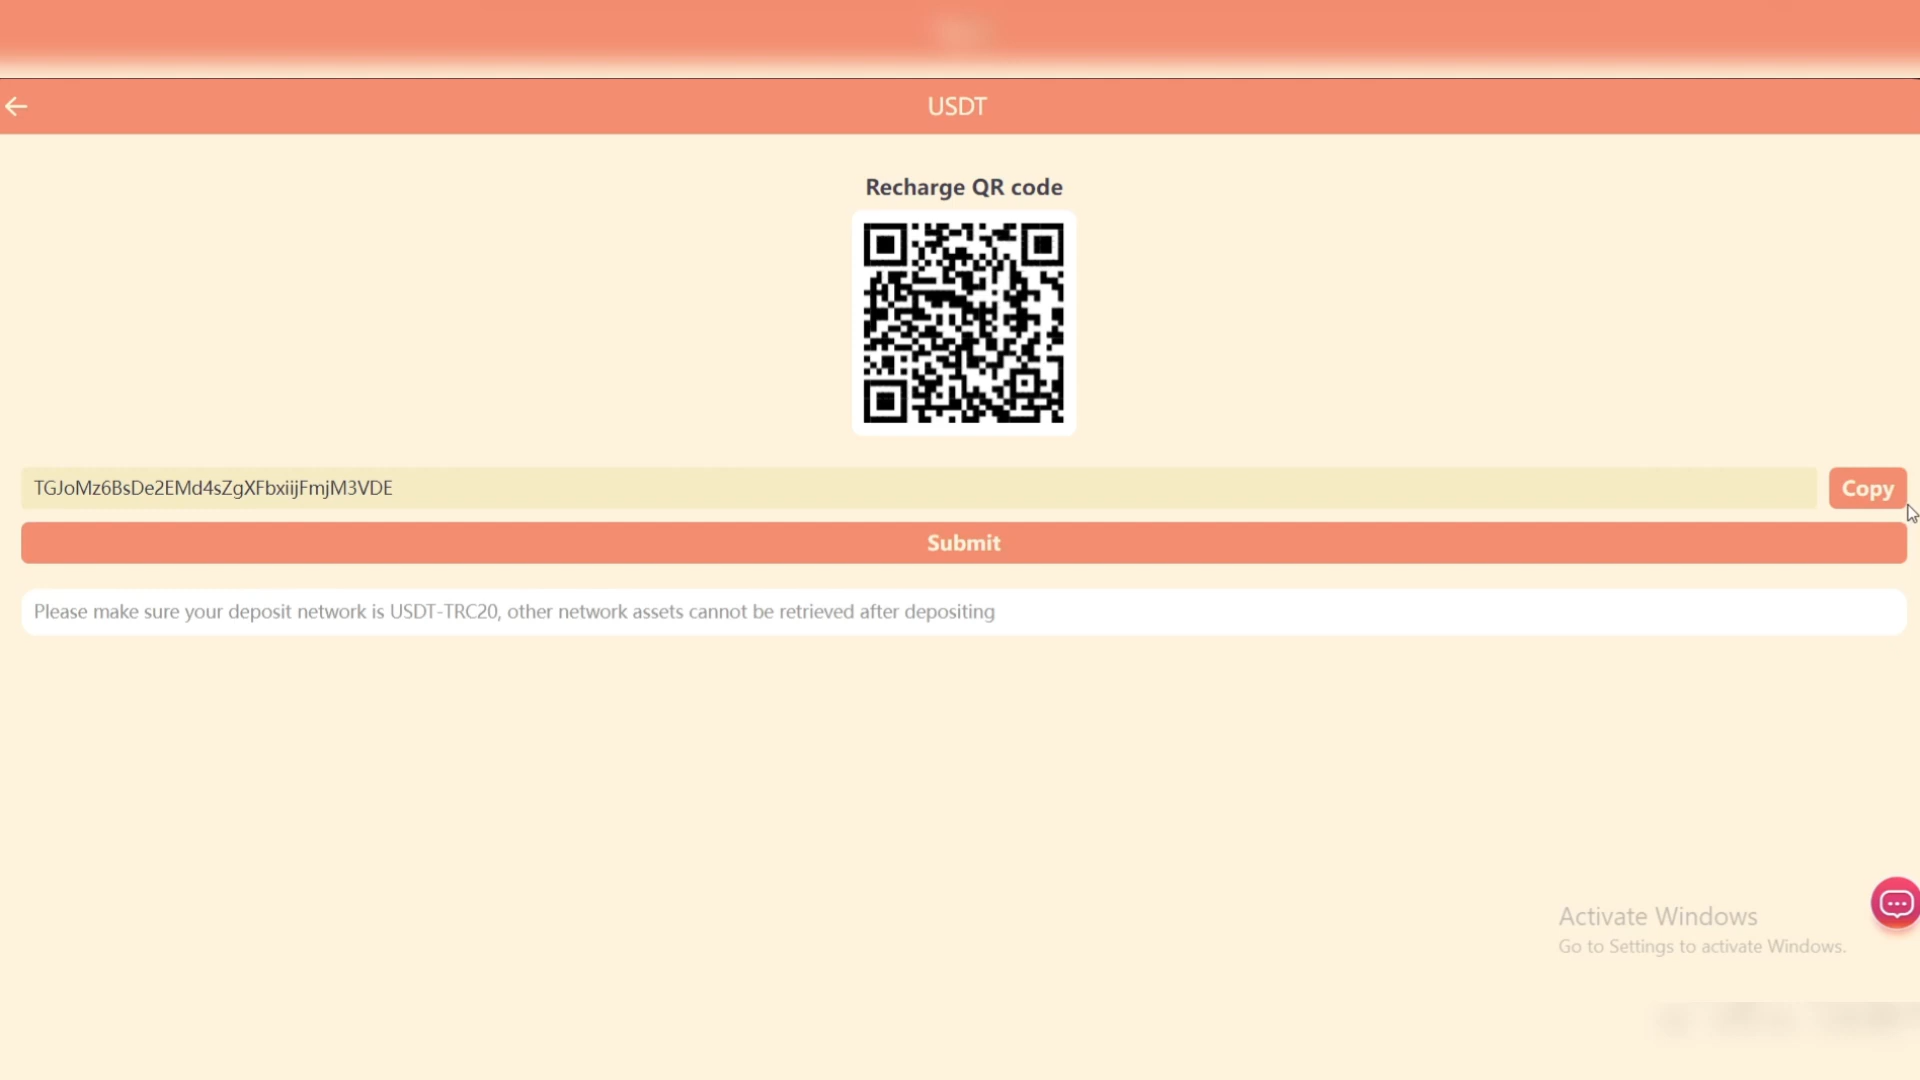 USDT
Recharge QR code
TGJoMz6BsDe2EMd4sZgXFbxiijFmjM3VDE
Copy
Submit
Please make sure your deposit network is USDT-TRC20, other network assets cannot be retrieved after depositing
Activate Windows
Go to Settings to activate Windows.